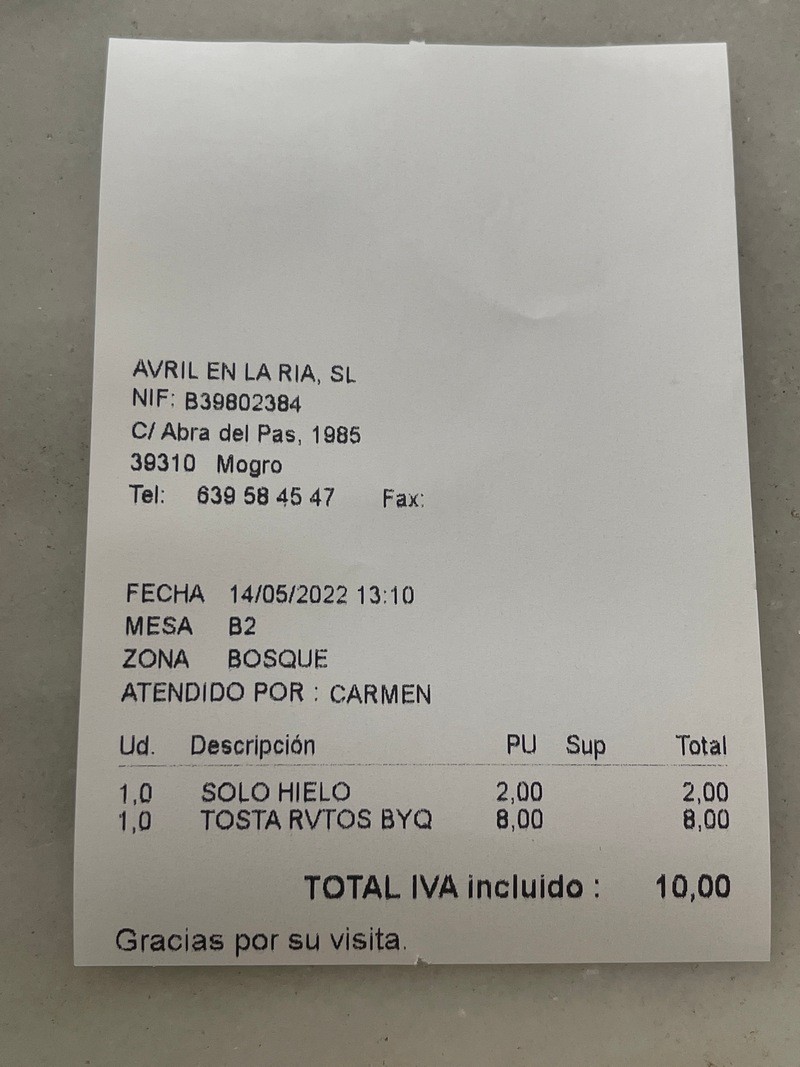 AVRIL EN LA RIA, SL
NIF: B39802384
C/ Abra del Pas, 1985
39310 Mogro
Tel: 639 58 45 47 Fax:
FECHA 14/05/2022 13:10
MESA B2
ZONA BOSQUE
ATENDIDO POR : CARMEN
Ud. Descripción PU Sup Total
1,0 SOLO HIELO 2,00 2,00
1,0 TOSTA RVTOS BYQ 8,00 8,00
TOTAL IVA incluido : 10,00
Gracias por su visita.